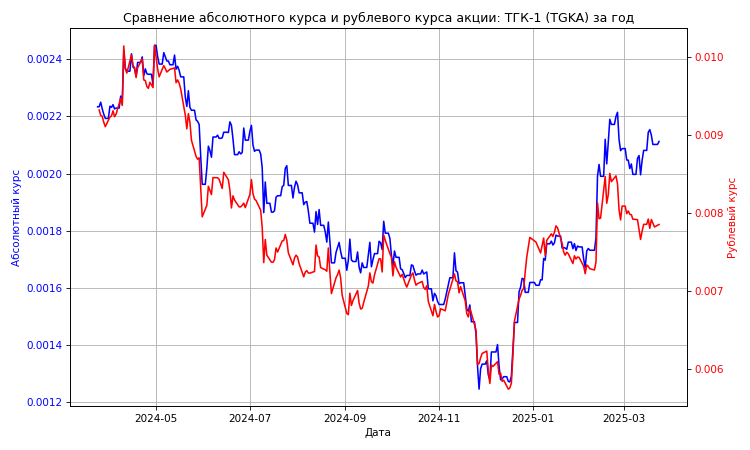 Сравнение абсолютного курса и рублевого курса акции: ТГК-1 (TGKA) за год
0.0024
0.0022
0.0020
0.0018
0.0016
0.0014
0.0012
Абсолютный курс
0.010
0.009
0.008
0.007
0.006
Рублевый курс
2024-05 2024-07 2024-09 2024-11 2025-01 2025-03
Дата